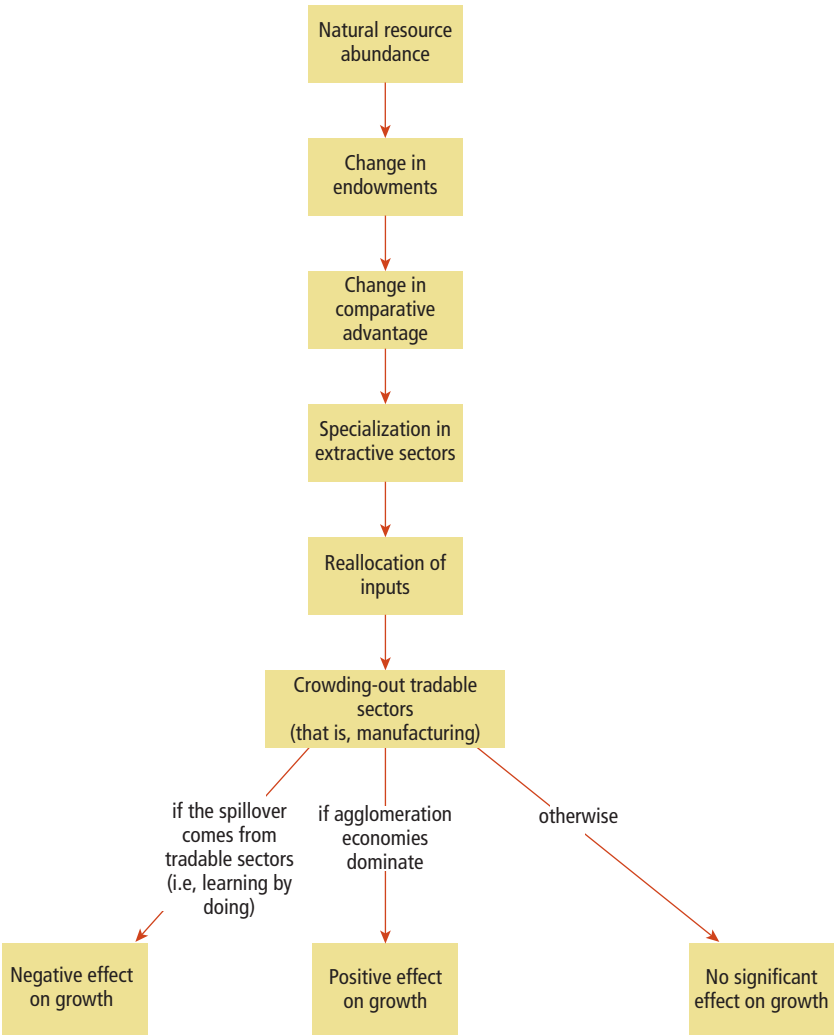 Natural resource
abundance
Change in
endowments
Change in
comparative
advantage
Specialization in
extractive sectors
Reallocation of
inputs
Crowding-out tradable
sectors
(that is, manufacturing)
if the spillover
comes from
tradable sectors
(i.e, learning by
doing)
if agglomeration
economies
dominate
otherwise
Negative effect
on growth
Positive effect
on growth
No significant
effect on growth